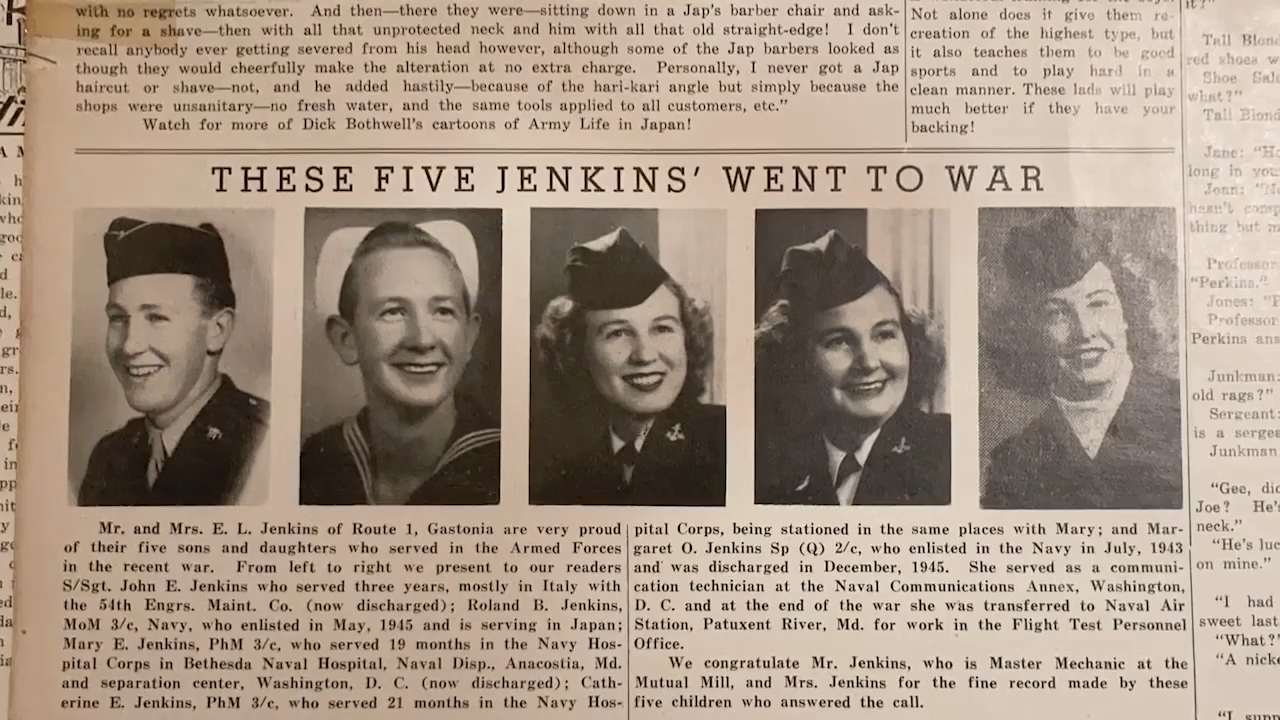 with no regrets whatsoever. And then—there they were—sitting down in a Jap's barber chair and ask-
ing for a shave—then with all that unprotected neck and him with all that old straight-edge! I don't
recall anybody ever getting severed from his head however, although some of the Jap barbers looked as
though they would cheerfully make the alteration at no extra charge. Personally, I never got a Jap
haircut or shave—not, and he added hastily—because of the hari-kari angle but simply because the
shops were unsanitary—no fresh water, and the same tools applied to all customers, etc."
Watch for more of Dick Bothwell's cartoons of Army Life in Japan!
Not alone does it give them re-
creation of the highest type, but
it also teaches them to be good
sports and to play hard in a
clean manner. These lads will play
much better if they have your
backing!
THESE FIVE JENKINS' WENT TO WAR
Mr. and Mrs. E. L. Jenkins of Route 1, Gastonia are very proud
of their five sons and daughters who served in the Armed Forces
in the recent war. From left to right we present to our readers
S/Sgt. John E. Jenkins who served three years, mostly in Italy with
the 54th Engrs. Maint. Co. (now discharged); Roland B. Jenkins,
MoM 3/c, Navy, who enlisted in May, 1945 and is serving in Japan;
Mary E. Jenkins, PhM 3/c, who served 19 months in the Navy Hos-
pital Corps in Bethesda Naval Hospital, Naval Disp., Anacostia, Md.
and separation center, Washington, D. C. (now discharged); Cath-
erine E. Jenkins, PhM 3/c, who served 21 months in the Navy Hos-
pital Corps, being stationed in the same places with Mary; and Mar-
garet O. Jenkins Sp (Q) 2/c, who enlisted in the Navy in July, 1943
and was discharged in December, 1945. She served as a communi-
cation technician at the Naval Communications Annex, Washington,
D. C. and at the end of the war she was transferred to Naval Air
Station, Patuxent River, Md. for work in the Flight Test Personnel
Office.
We congratulate Mr. Jenkins, who is Master Mechanic at the
Mutual Mill, and Mrs. Jenkins for the fine record made by these
five children who answered the call.
it?"
Tall Blond
red shoes w
Shoe Sal
what?"
Tall Blond
Jane: "Ho
long in you
Joan: "N
hasn't
thing but m
Professor
"Perkins."
Jones: "
Professor
Perkins ans
Junkman:
old rags?"
Sergeant:
is a sergea
Junkman
"Gee, did
Joe? He's
neck."
"He's luc
on mine."
"I had
sweet last
"What?"
"A nicke
"I supp